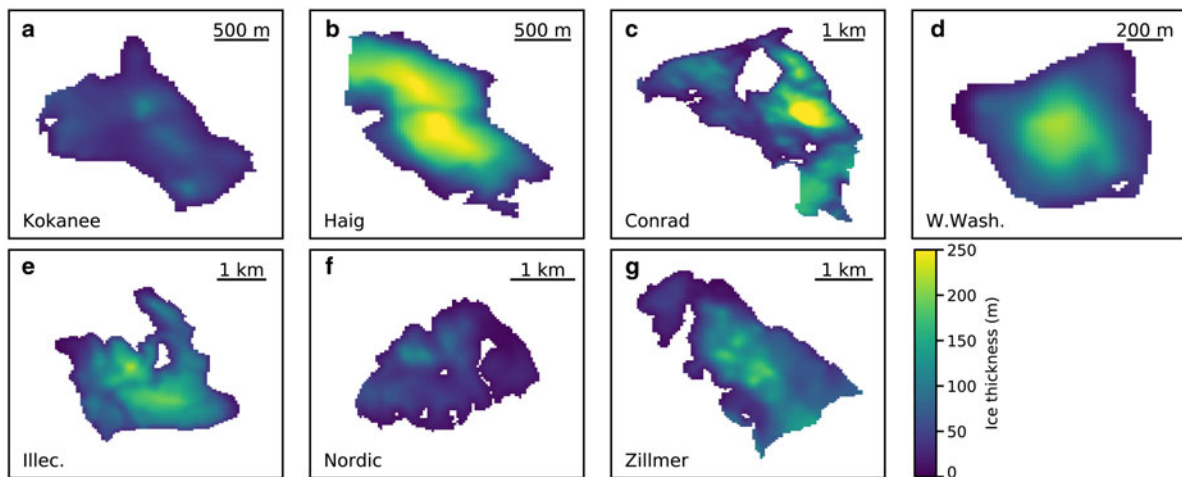 a 500 m
Kokanee
b 500 m
Haig
c 1 km
Conrad
d 200 m
W.Wash.
e 1 km
Illec.
f 1 km
Nordic
g 1 km
Zillmer
250
200
150
100
50
0
Ice thickness (m)